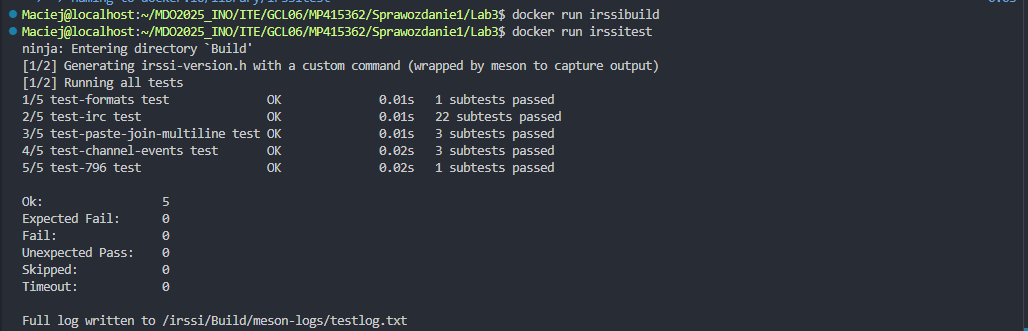 Maciej@localhost:~/MDO2025_INO/ITE/GCL06/MP415362/Sprawozdanie1/Lab3$ docker run irssibuild
Maciej@localhost:~/MDO2025_INO/ITE/GCL06/MP415362/Sprawozdanie1/Lab3$ docker run irssitest
ninja: Entering directory `Build'
[1/2] Generating irssi-version.h with a custom command (wrapped by meson to capture output)
[1/2] Running all tests
1/5 test-formats test              OK              0.01s   1 subtests passed
2/5 test-irc test                  OK              0.01s   22 subtests passed
3/5 test-paste-join-multiline test OK              0.01s   3 subtests passed
4/5 test-channel-events test       OK              0.02s   3 subtests passed
5/5 test-796 test                  OK              0.02s   1 subtests passed
Ok:                 5
Expected Fail:      0
Fail:               0
Unexpected Pass:    0
Skipped:            0
Timeout:            0
Full log written to /irssi/Build/meson-logs/testlog.txt